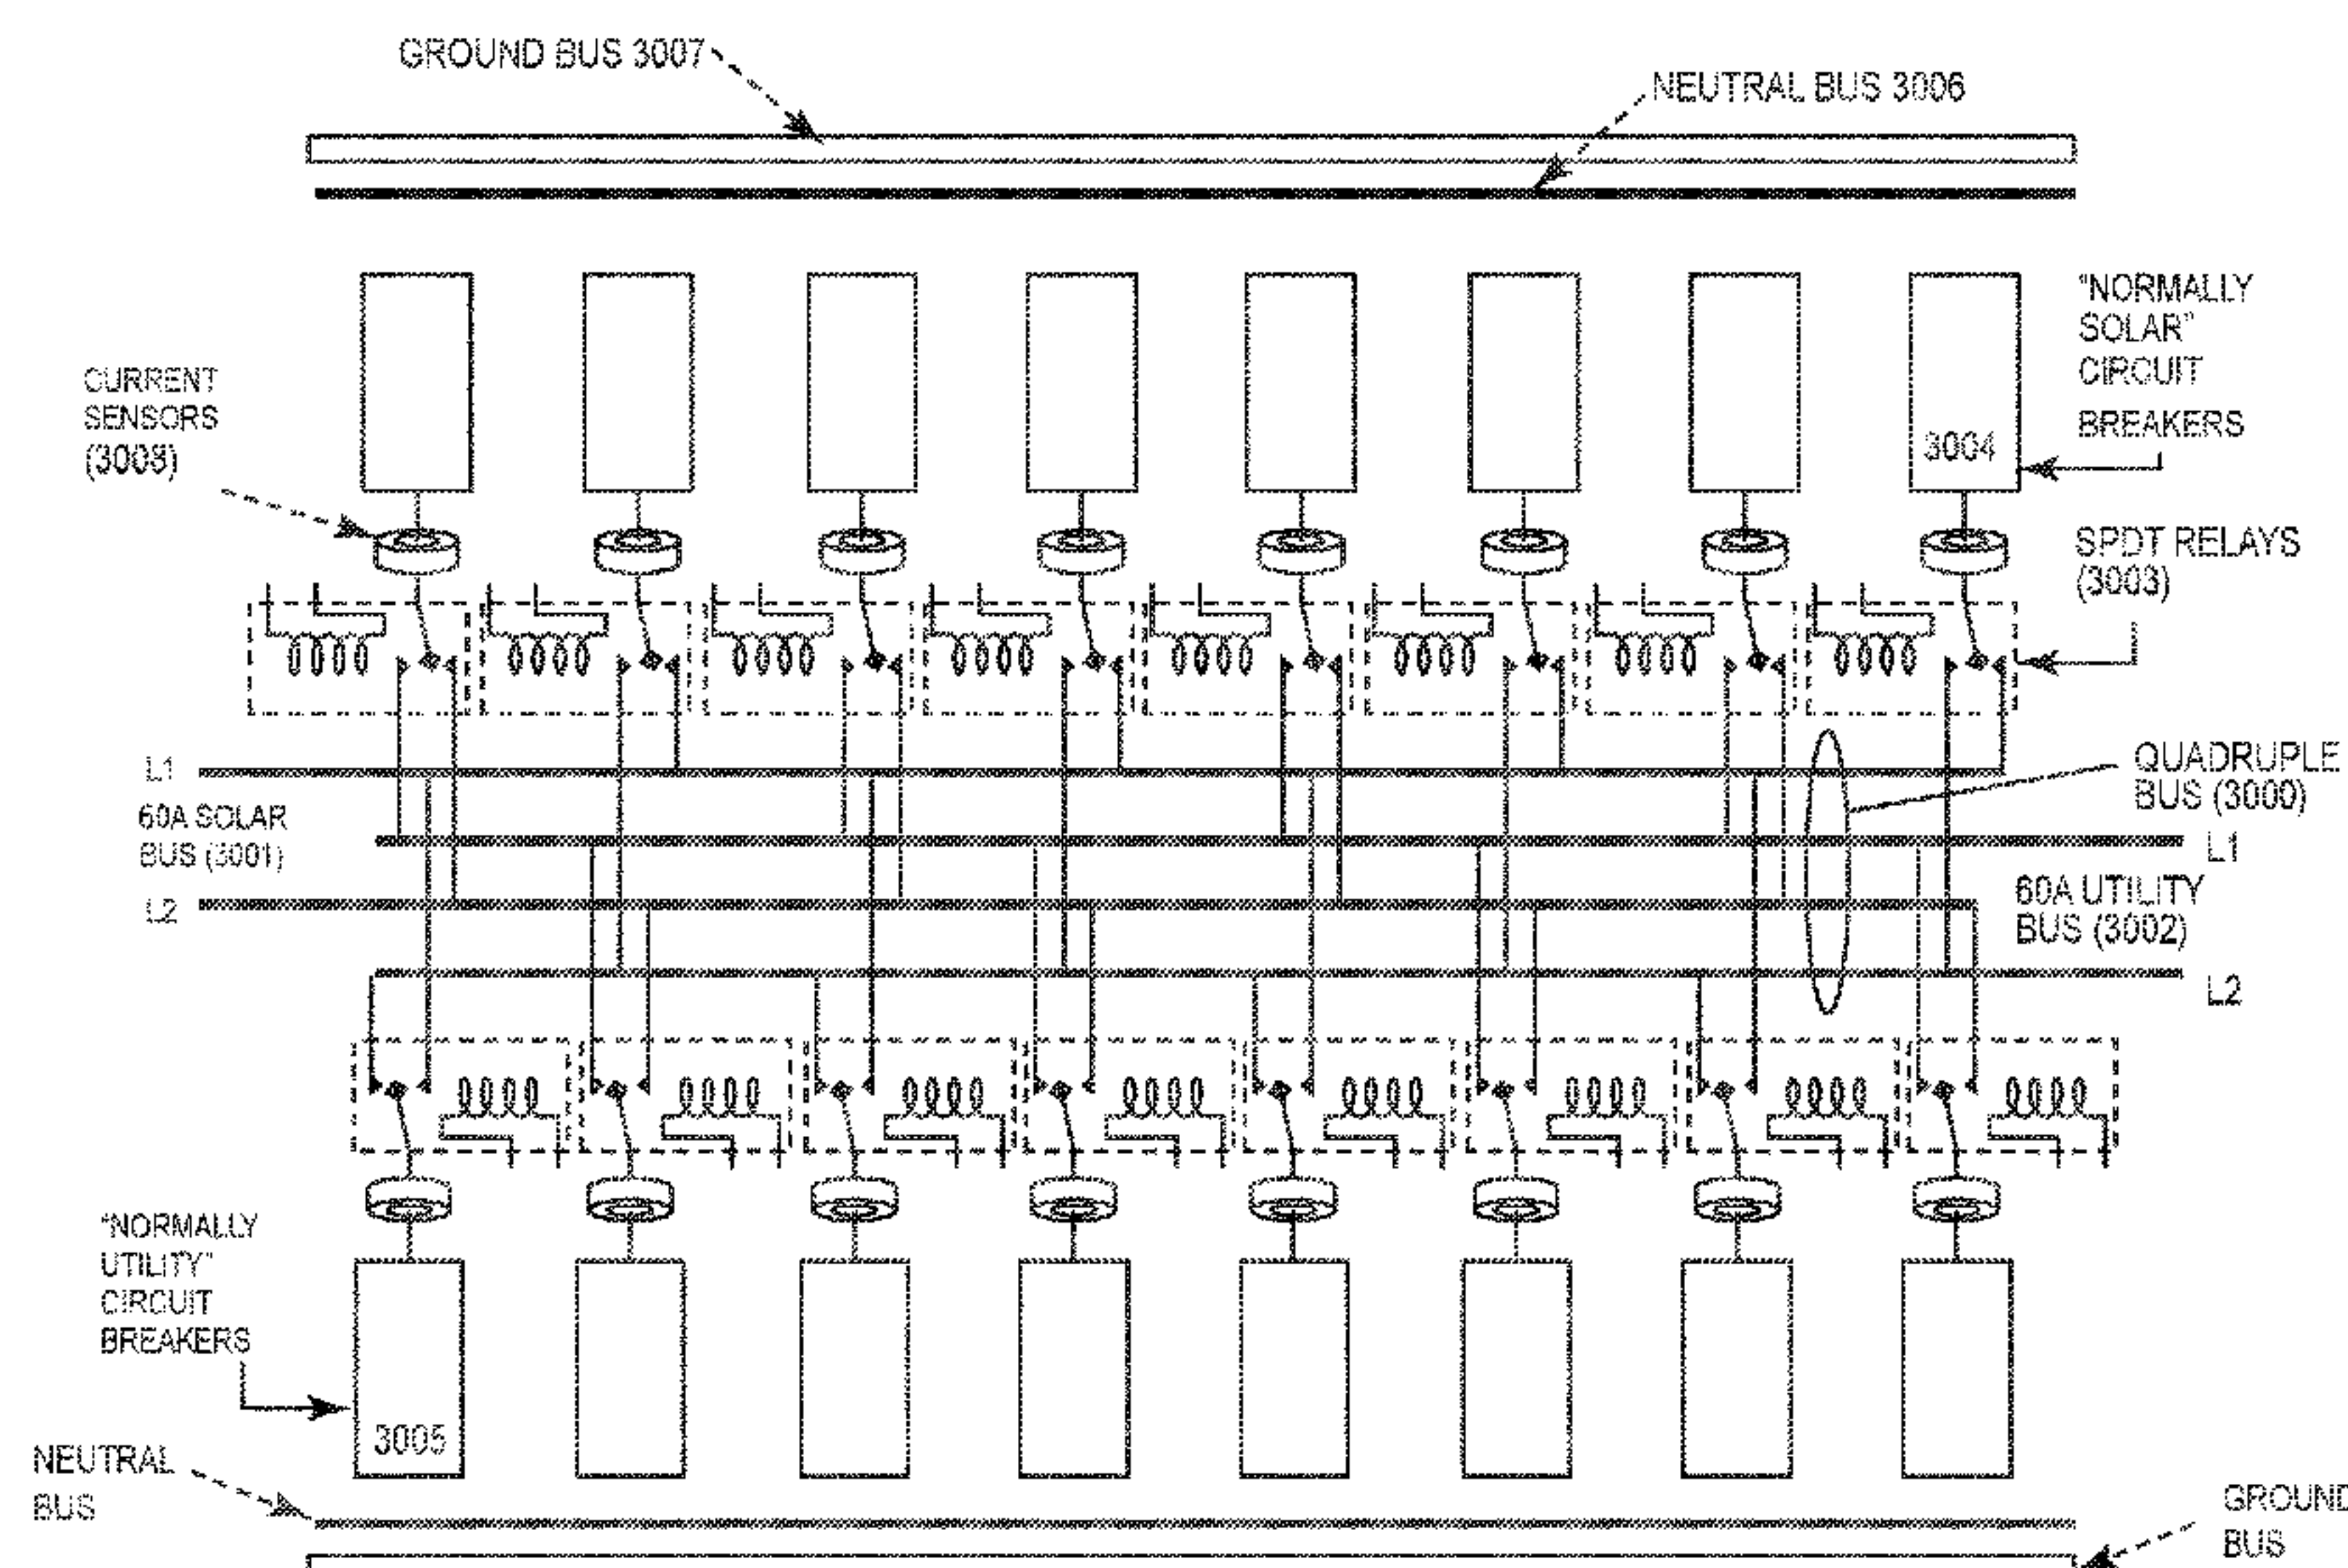 GROUND BUS 3007
NEUTRAL BUS 3006
"NORMALLY
SOLAR"
CIRCUIT
BREAKERS
3004
CURRENT
SENSORS
(3008)
SPDT RELAYS
(3003)
L1
QUADRUPLE
BUS (3000)
60A SOLAR
BUS (3001)
L1
L2
60A UTILITY
BUS (3002)
L2
"NORMALLY
UTILITY"
CIRCUIT
BREAKERS
3005
NEUTRAL
BUS
GROUND
BUS